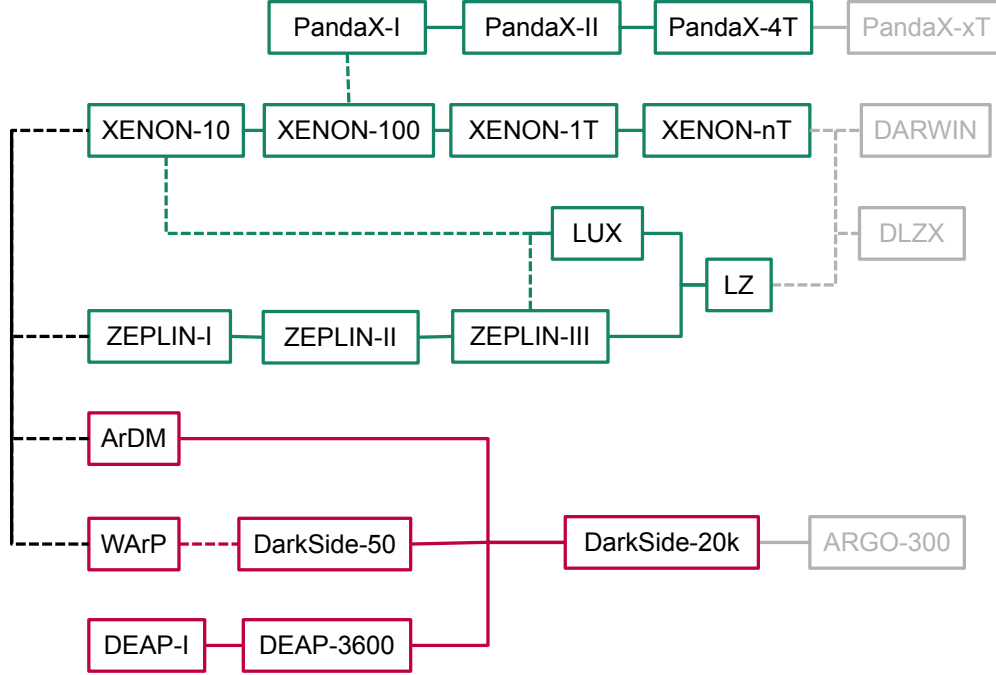 PandaX-I
PandaX-II
PandaX-4T
PandaX-xT
XENON-10
XENON-100
XENON-1T
XENON-nT
DARWIN
LUX
DLZX
LZ
ZEPLIN-I
ZEPLIN-II
ZEPLIN-III
ArDM
WArP
DarkSide-50
DarkSide-20k
ARGO-300
DEAP-I
DEAP-3600